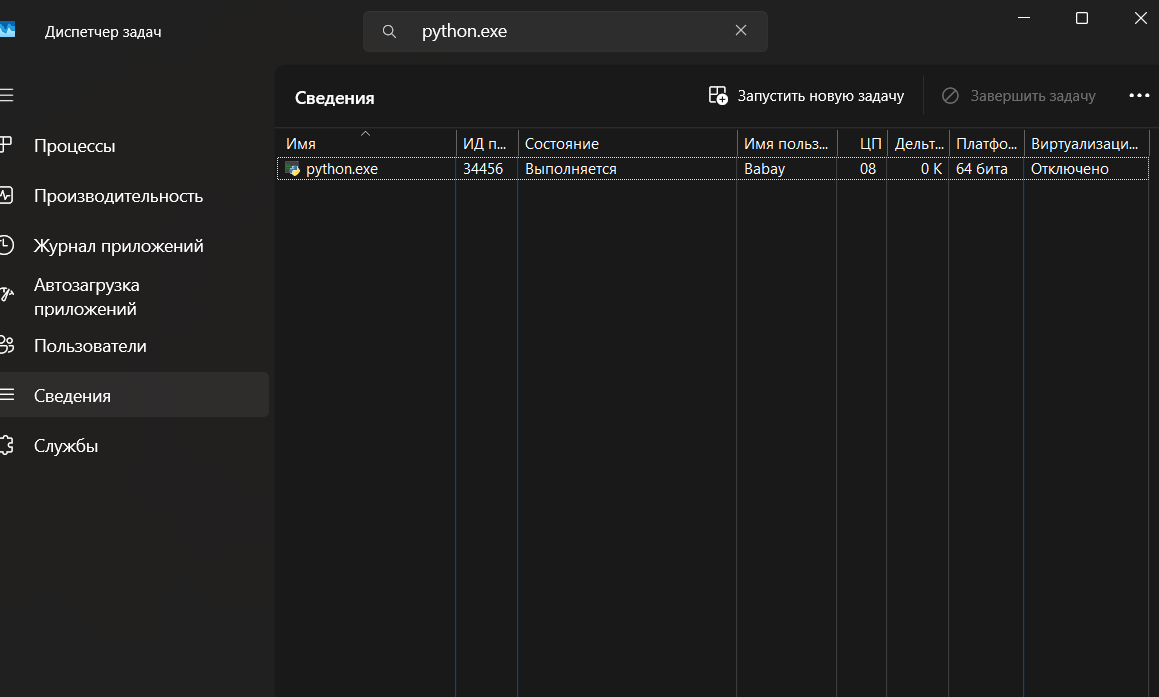 Диспетчер задач
python.exe
Сведения
Запустить новую задачу
Завершить задачу
Процессы
Производительность
Журнал приложений
Автозагрузка
приложений
Пользователи
Сведения
Службы
Имя ИД п... Состояние Имя польз... ЦП Дельт... Платфо... Виртуализаци...
python.exe 34456 Выполняется Babay 08 0 К 64 бита Отключено